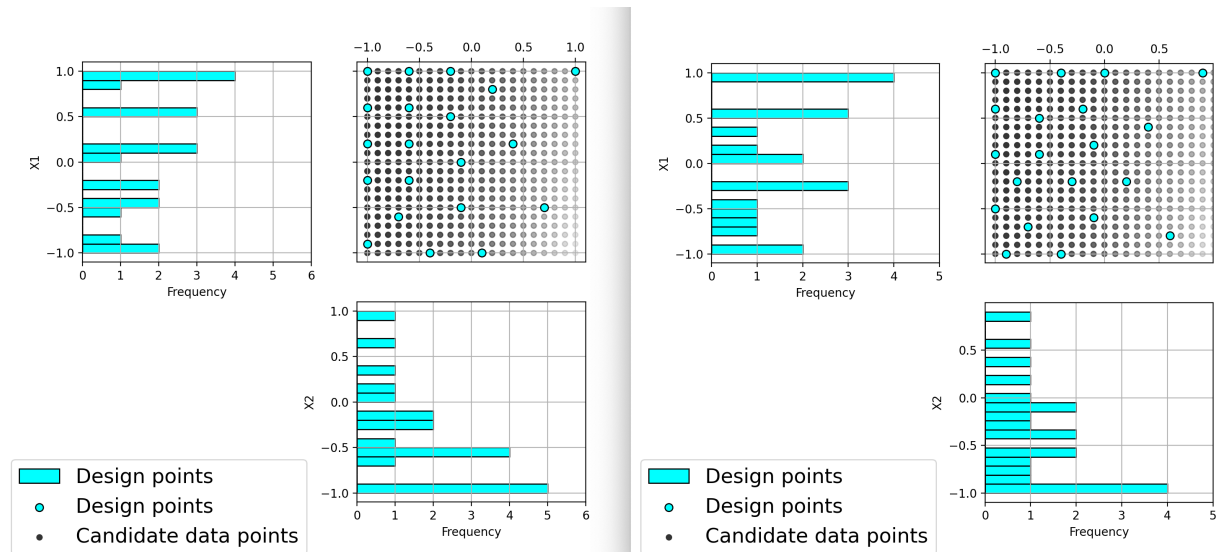 −1.0 −0.5 0.0 0.5 1.0
1.0
0.5
0.0
−0.5
−1.0
X1
0 1 2 3 4 5 6
Frequency
1.0
0.5
0.0
−0.5
−1.0
X2
0 1 2 3 4 5 6
Frequency
Design points
Design points
Candidate data points
−1.0 −0.5 0.0 0.5
1.0
0.5
0.0
−0.5
−1.0
X1
0 1 2 3 4 5
Frequency
0.5
0.0
−0.5
−1.0
X2
0 1 2 3 4 5
Frequency
Design points
Design points
Candidate data points